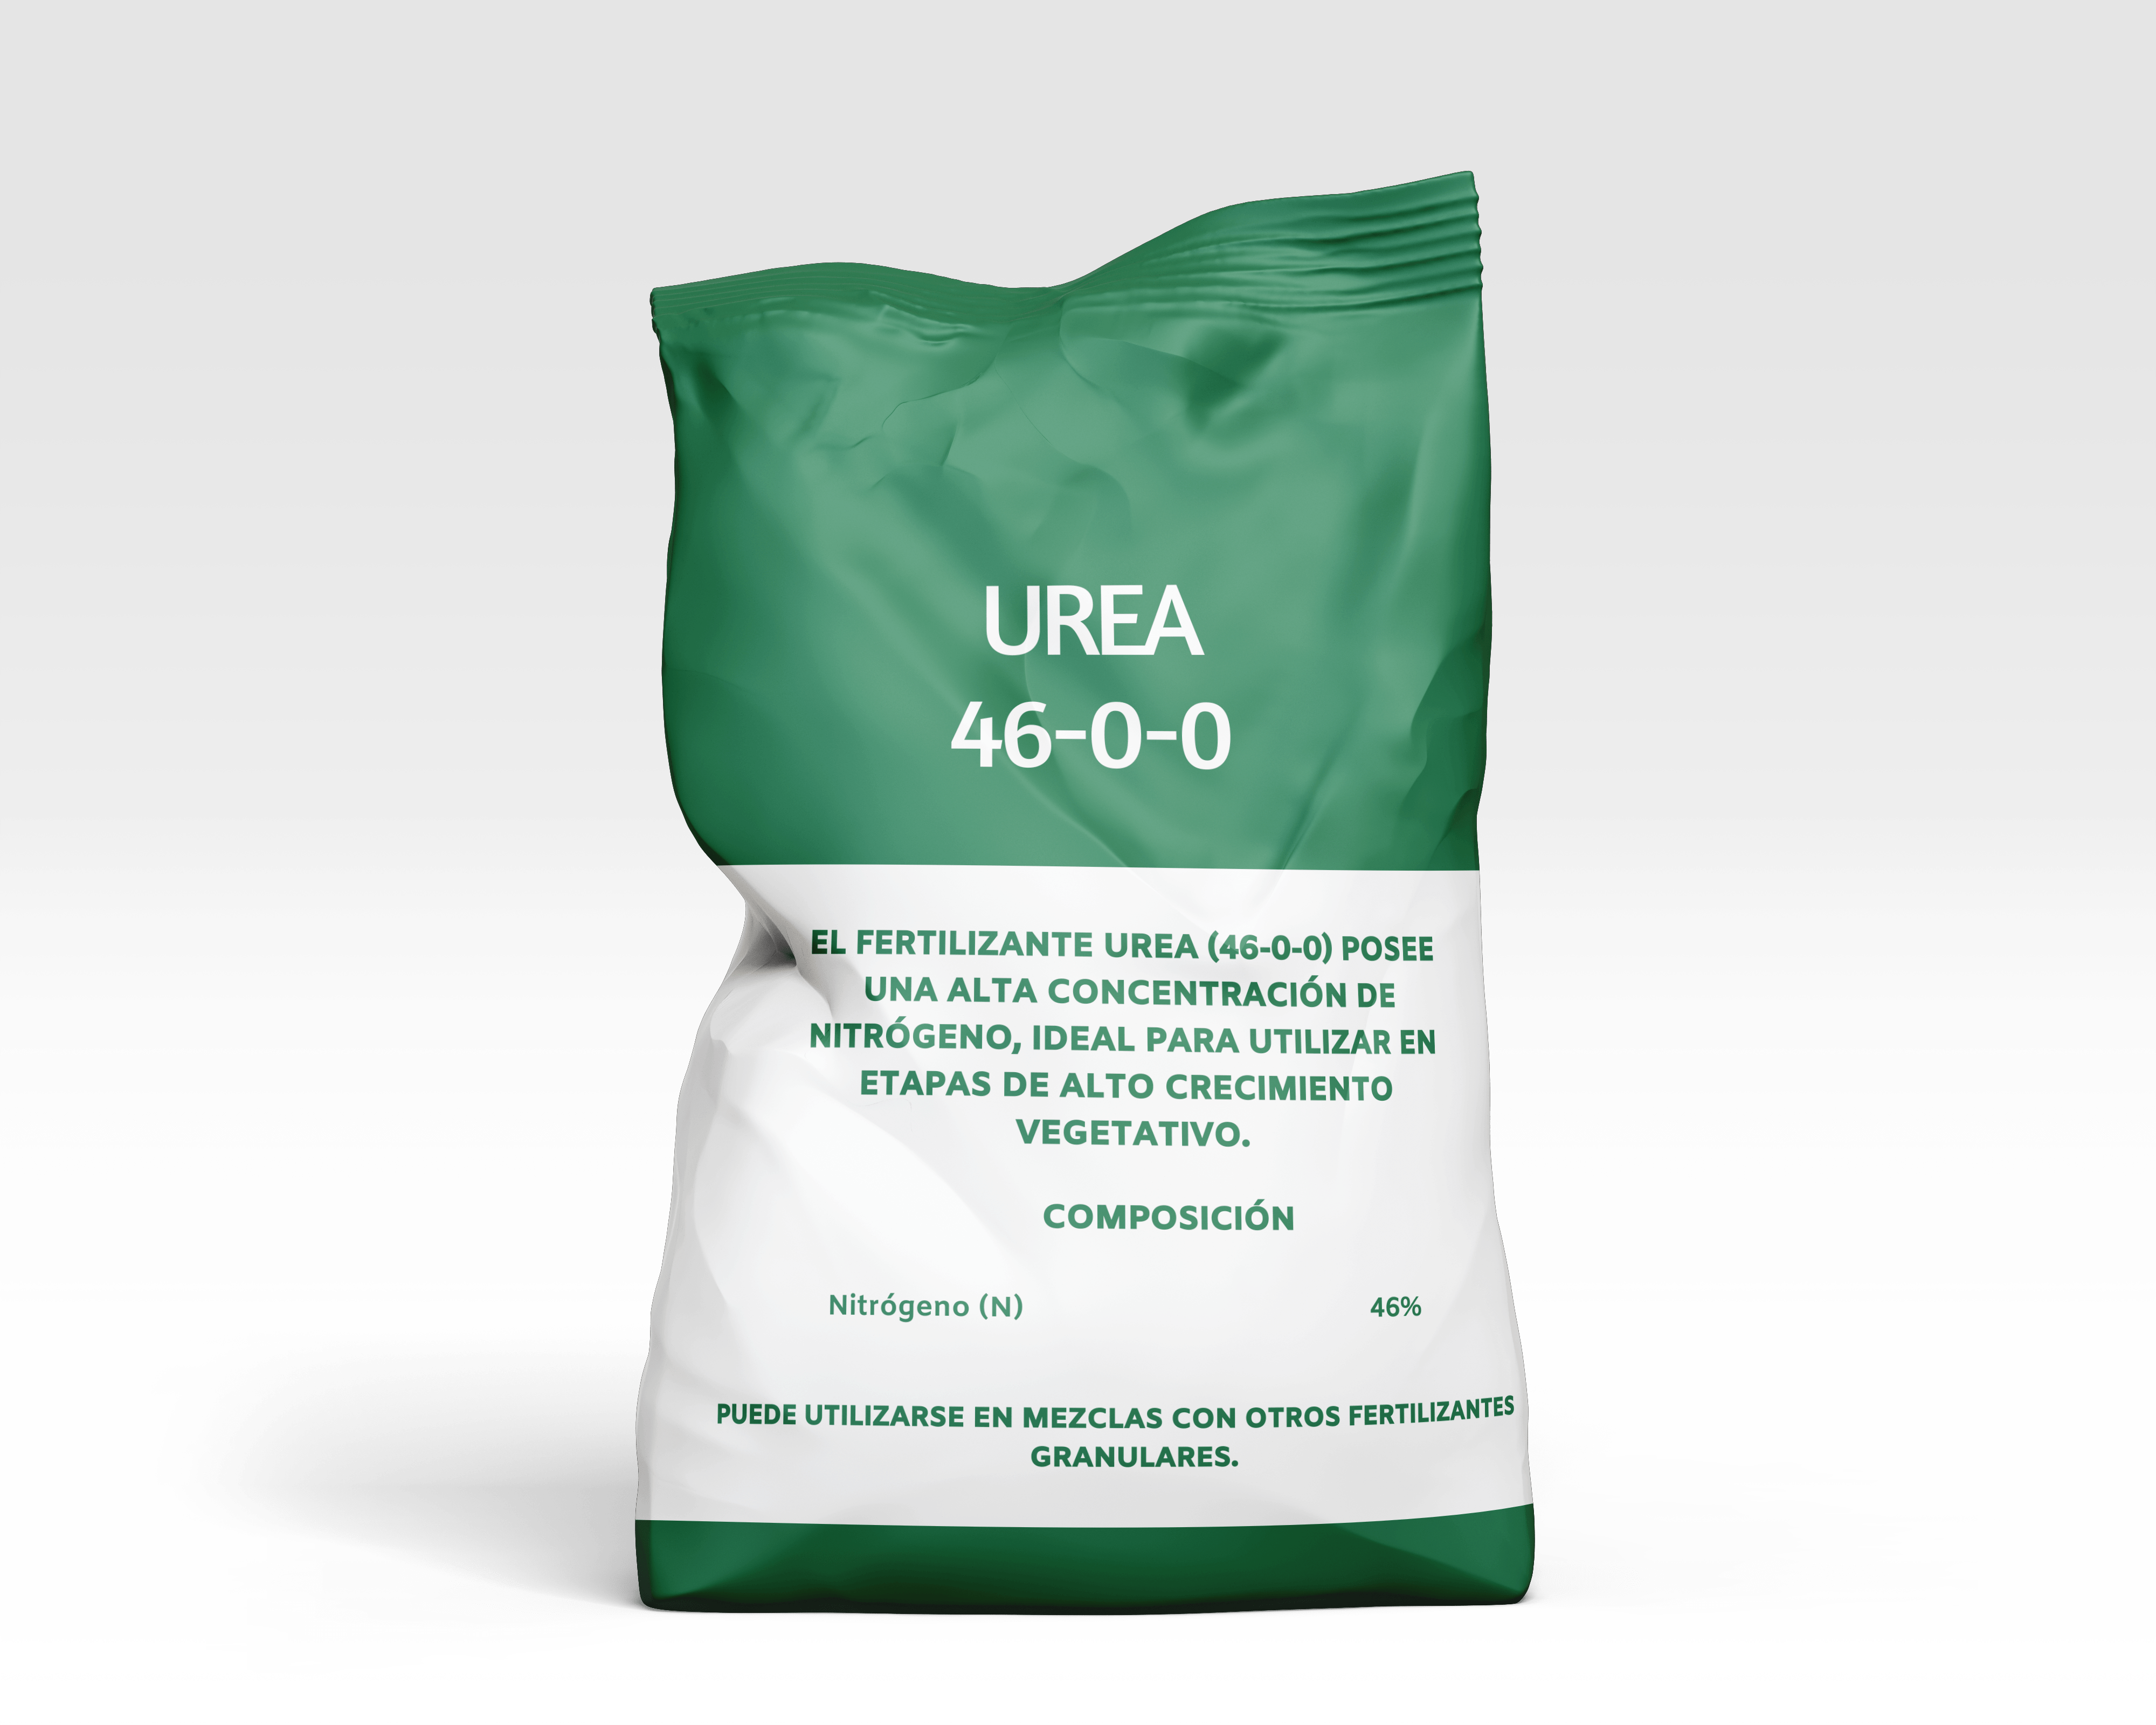 UREA
46-0-0
EL FERTILIZANTE UREA (46-0-0) POSEE
UNA ALTA CONCENTRACIÓN DE
NITRÓGENO, IDEAL PARA UTILIZAR EN
ETAPAS DE ALTO CRECIMIENTO
VEGETATIVO.
COMPOSICIÓN
Nitrógeno (N) 46%
PUEDE UTILIZARSE EN MEZCLAS CON OTROS FERTILIZANTES
GRANULARES.